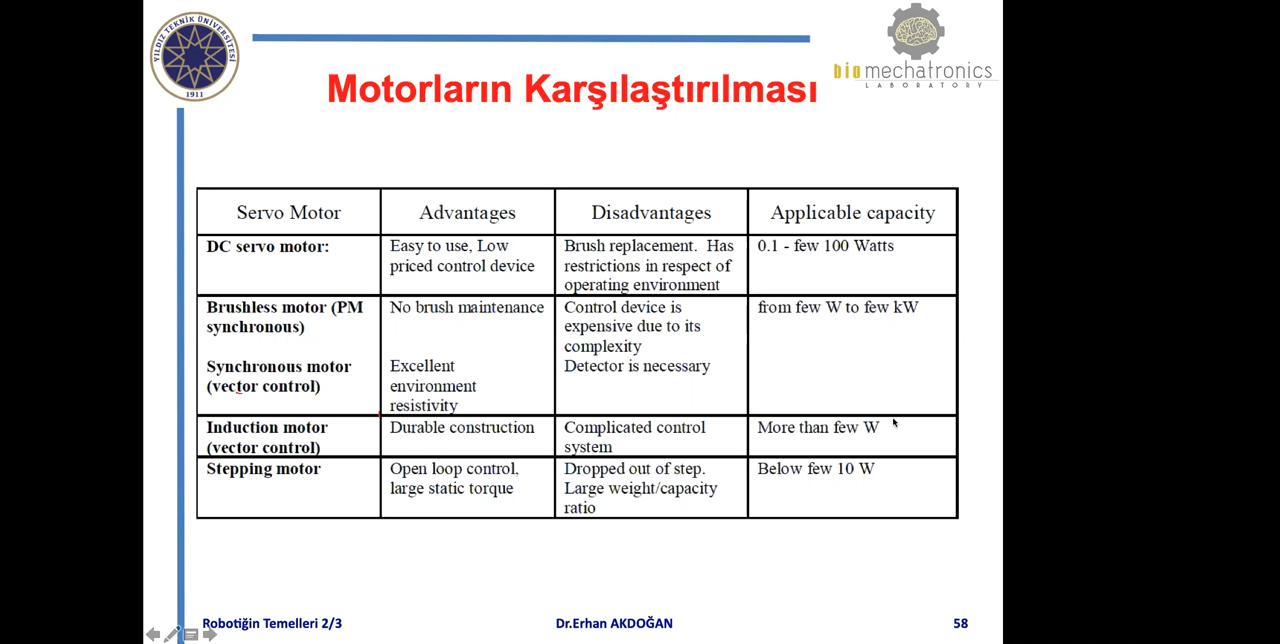 YILDIZ TEKNİK ÜNİVERSİTESİ
1911
biomechatronics
LABORATORY
Motorların Karşılaştırılması
Servo Motor
Advantages
Disadvantages
Applicable capacity
DC servo motor:
Easy to use, Low
priced control device
Brush replacement. Has
restrictions in respect of
operating environment
0.1 - few 100 Watts
Brushless motor (PM
synchronous)
No brush maintenance
Control device is
expensive due to its
complexity
from few W to few kW
Synchronous motor
(vector control)
Excellent
environment
resistivity
Detector is necessary
Induction motor
(vector control)
Durable construction
Complicated control
system
More than few W
Stepping motor
Open loop control,
large static torque
Dropped out of step.
Large weight/capacity
ratio
Below few 10 W
Robotiğin Temelleri 2/3
Dr.Erhan AKDOĞAN
58